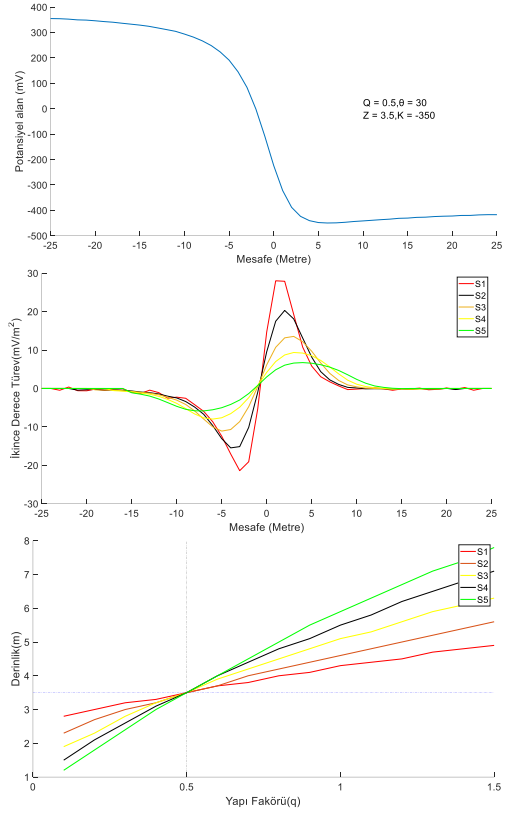 400
300
200
100
0
-100
-200
-300
-400
-500
Potansiyel alan (mV)
Q = 0.5,θ = 30
Z = 3.5,K = -350
-25 -20 -15 -10 -5 0 5 10 15 20 25
Mesafe (Metre)
30
20
10
0
-10
-20
-30
İkince Derece Türev(mV/m²)
S1
S2
S3
S4
S5
-25 -20 -15 -10 -5 0 5 10 15 20 25
Mesafe (Metre)
8
7
6
5
4
3
2
1
Derinlik(m)
S1
S2
S3
S4
S5
0 0.5 1 1.5
Yapı Fakörü(q)